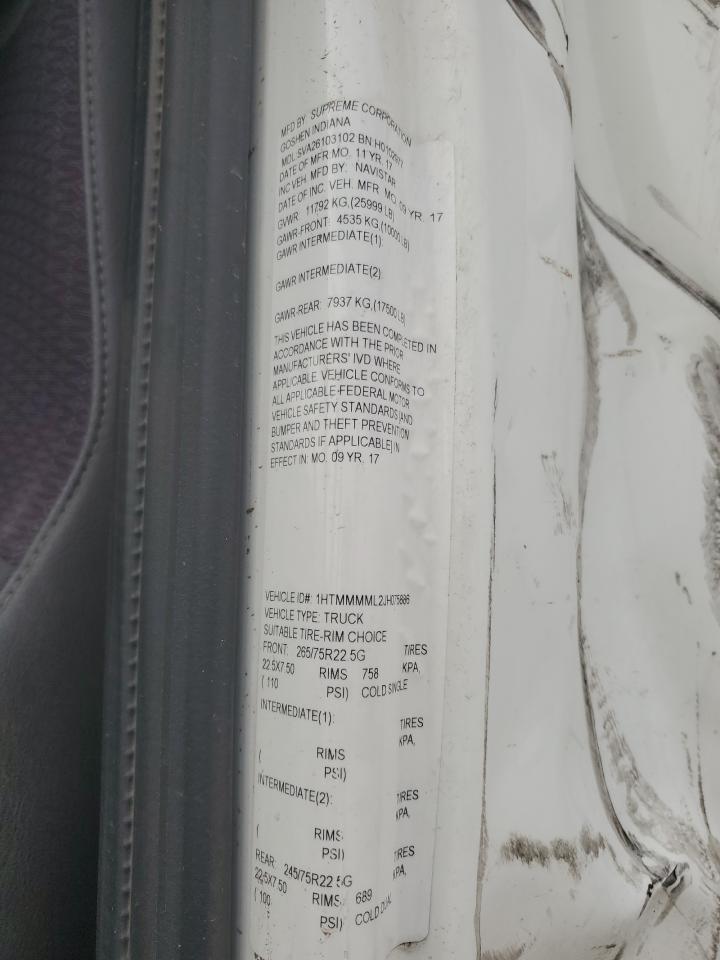 MFD BY: SUPREME CORPORATION
GOSHEN INDIANA
MDL: SVA26103102 BN:H0102977
DATE OF MFR MO. 11 YR. 17
INC VEH. MFD BY: NAVISTAR
DATE OF INC. VEH. MFR MO. 09 YR. 17
GVWR: 11792 KG,(25999 LB)
GAWR-FRONT: 4535 KG,(10000 LB)
GAWR INTERMEDIATE(1):
GAWR INTERMEDIATE(2)
GAWR-REAR: 7937 KG,(17500 LB)
THIS VEHICLE HAS BEEN COMPLETED IN
ACCORDANCE WITH THE PRIOR
MANUFACTURERS' IVD WHERE
APPLICABLE. VEHICLE CONFORMS TO
ALL APPLICABLE FEDERAL MOTOR
VEHICLE SAFETY STANDARDS [AND
BUMPER AND THEFT PREVENTION
STANDARDS IF APPLICABLE] IN
EFFECT IN: MO. 09 YR. 17
VEHICLE ID# 1HTMMMML2JH075886
VEHICLE TYPE: TRUCK
SUITABLE TIRE-RIM CHOICE
FRONT: 265/75R22.5G TIRES
22.5X7.50 RIMS 758 KPA,
( 110 PSI) COLD SINGLE
INTERMEDIATE(1): TIRES
RIMS KPA,
( PSI)
INTERMEDIATE(2): TIRES
RIMS KPA,
( PSI)
REAR: 245/75R22.5G TIRES
22.5X7.50 RIMS 689 KPA,
( 100 PSI) COLD DUAL